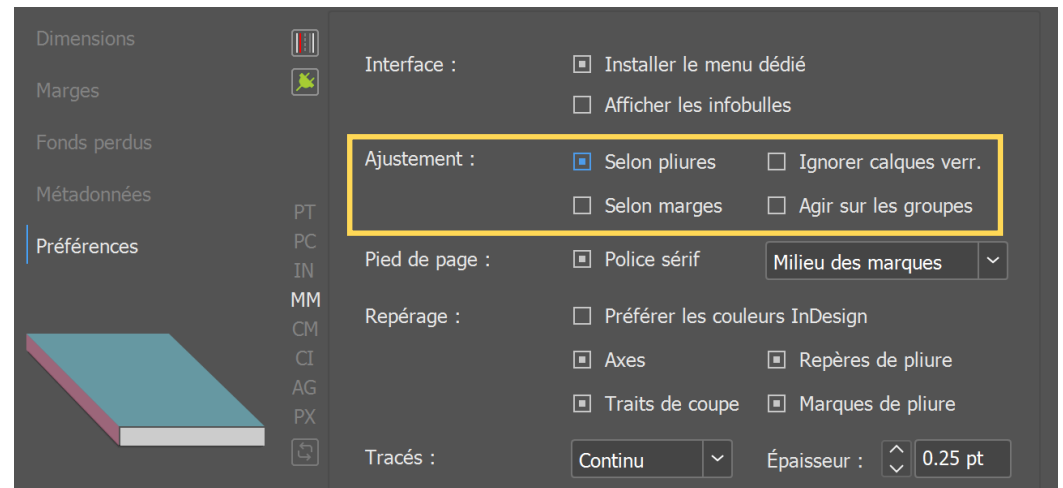 Dimensions
Marges
Fonds perdus
Métadonnées
Préférences
PT
PC
IN
MM
CM
CI
AG
PX
Interface :
Installer le menu dédié
Afficher les infobulles
Ajustement :
Selon pliures
Ignorer calques verr.
Selon marges
Agir sur les groupes
Pied de page :
Police sérif
Milieu des marques
Repérage :
Préférer les couleurs InDesign
Axes
Repères de pliure
Traits de coupe
Marques de pliure
Tracés :
Continu
Épaisseur :
0.25 pt